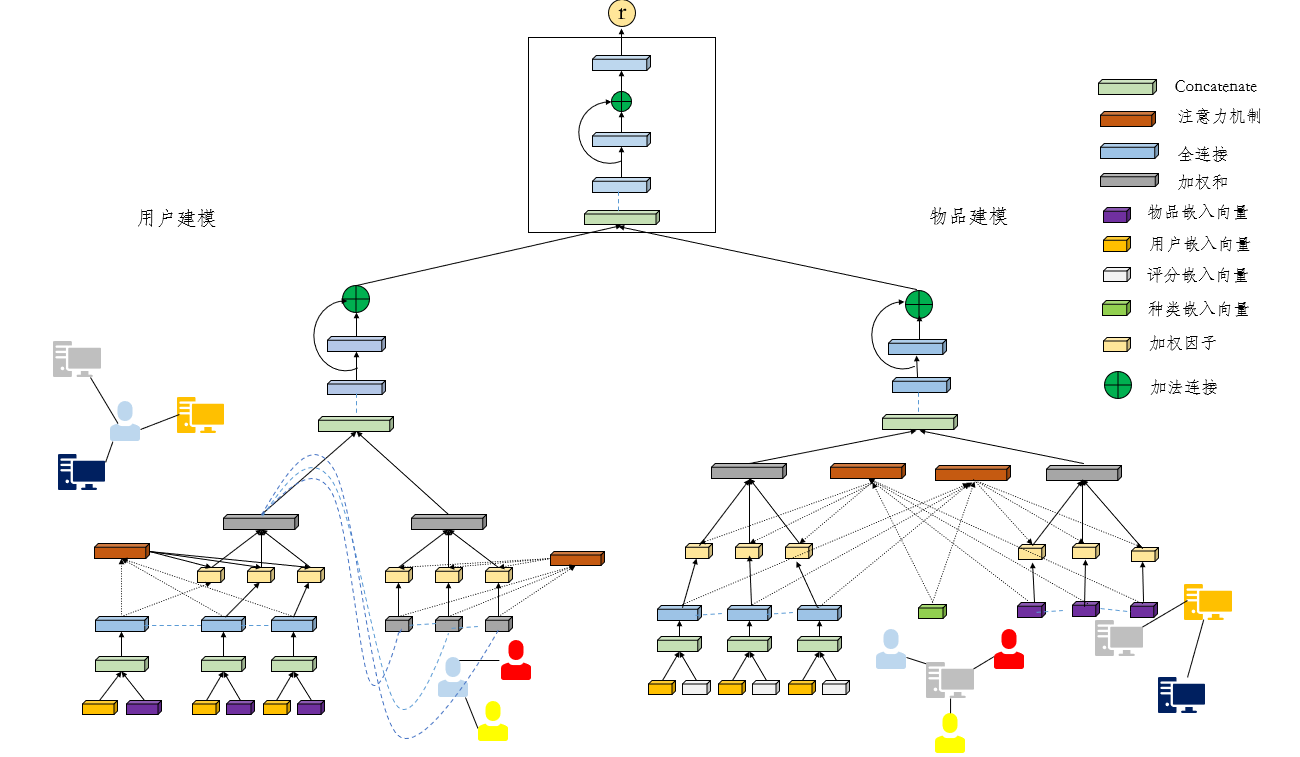 r
用户建模
物品建模
Concatenate
注意力机制
全连接
加权和
物品嵌入向量
用户嵌入向量
评分嵌入向量
种类嵌入向量
加权因子
加法连接